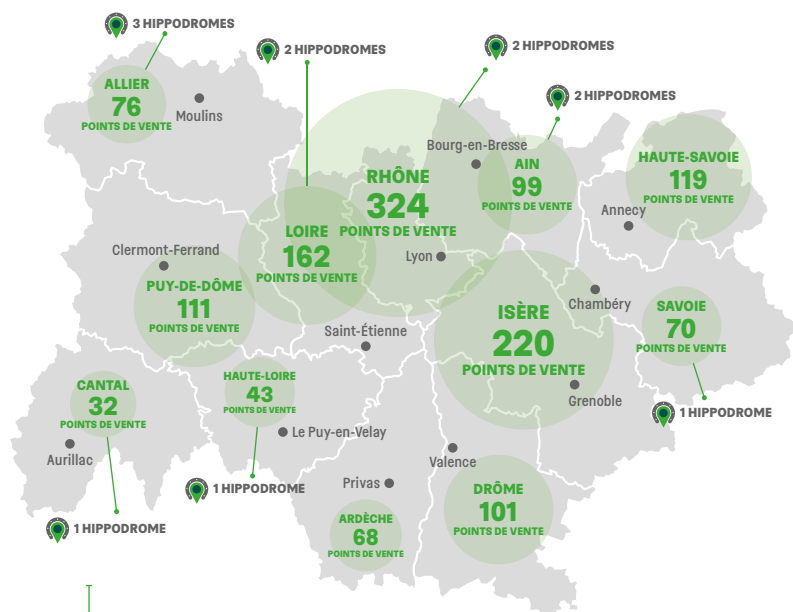 3 HIPPODROMES
2 HIPPODROMES
2 HIPPODROMES
2 HIPPODROMES
ALLIER
76
POINTS DE VENTE
Moulins
Bourg-en-Bresse
AIN
99
POINTS DE VENTE
HAUTE-SAVOIE
119
POINTS DE VENTE
Annecy
RHÔNE
324
POINTS DE VENTE
Lyon
LOIRE
162
POINTS DE VENTE
Clermont-Ferrand
PUY-DE-DÔME
111
POINTS DE VENTE
Chambéry
ISÈRE
220
POINTS DE VENTE
SAVOIE
70
POINTS DE VENTE
Saint-Étienne
Grenoble
1 HIPPODROME
CANTAL
32
POINTS DE VENTE
Aurillac
HAUTE-LOIRE
43
POINTS DE VENTE
Le Puy-en-Velay
Valence
1 HIPPODROME
Privas
DRÔME
101
POINTS DE VENTE
ARDÈCHE
68
POINTS DE VENTE
1 HIPPODROME